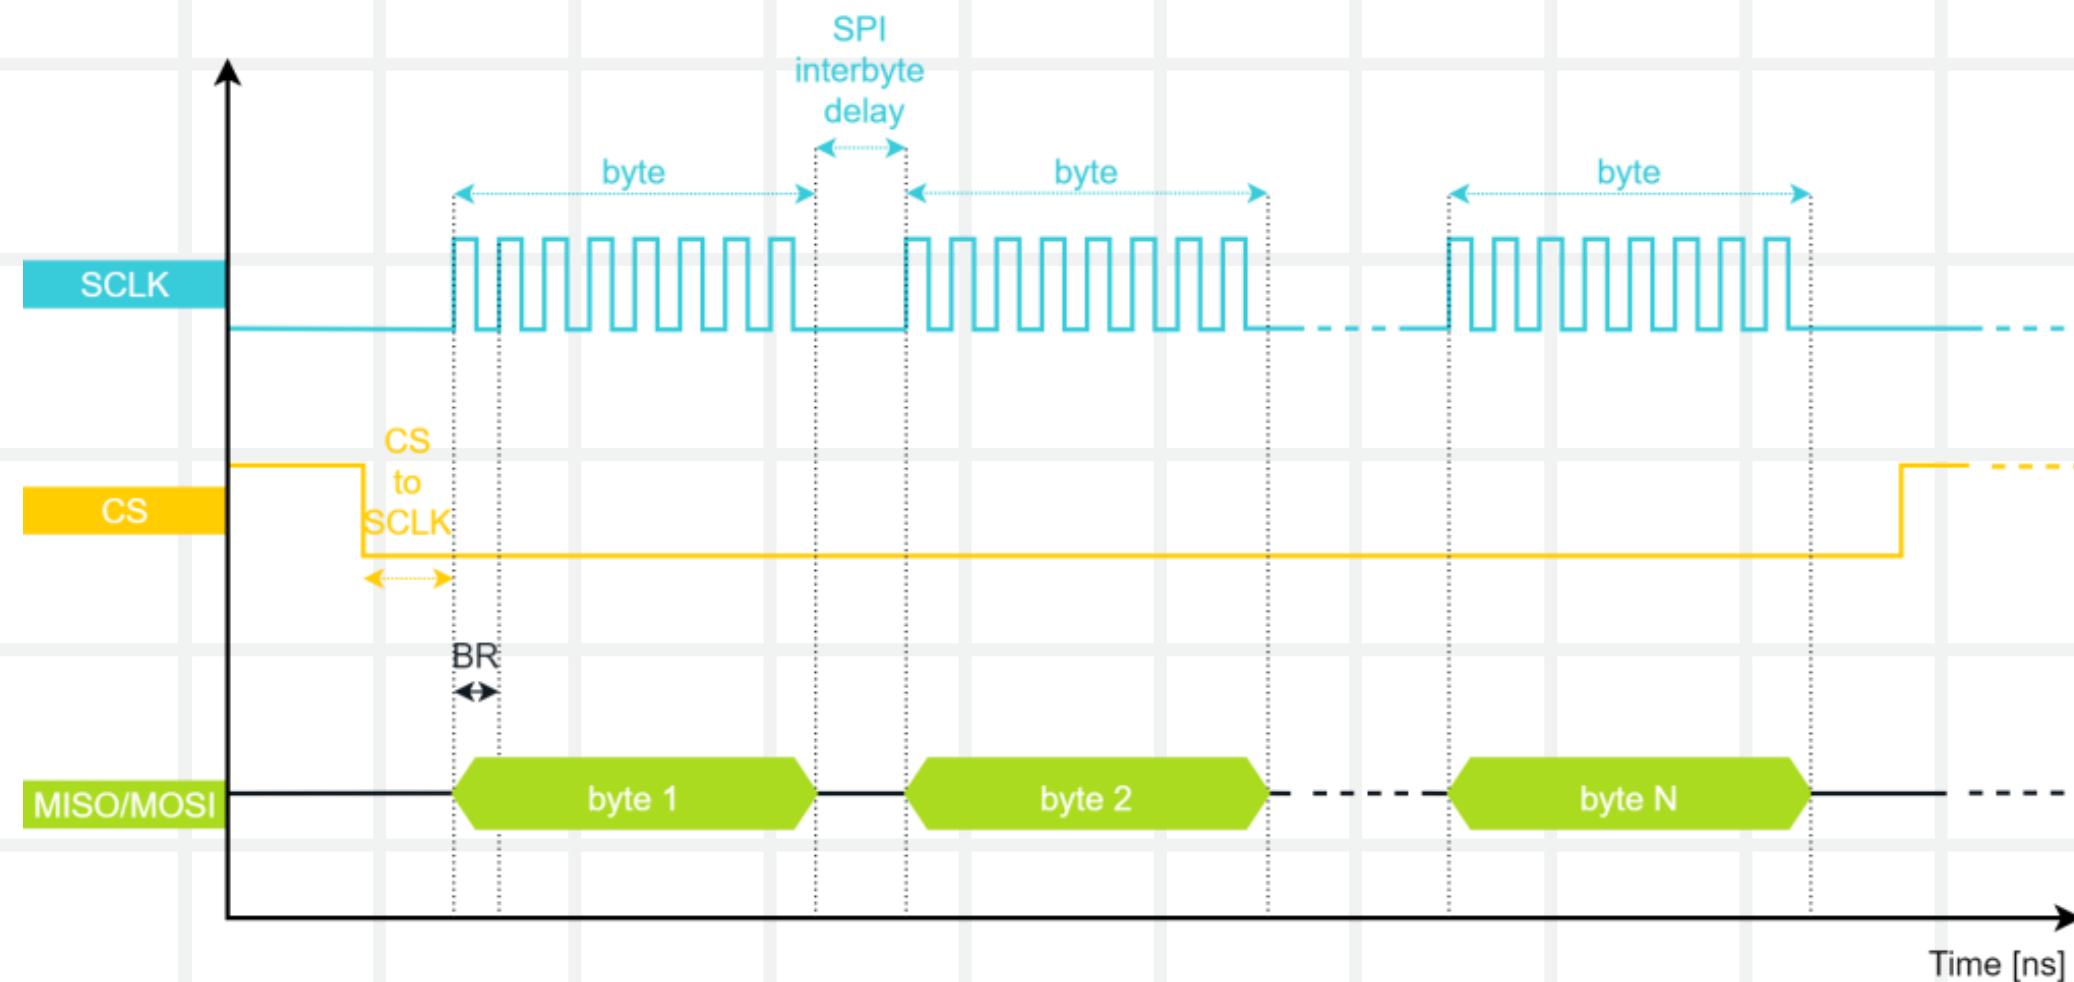 SPI
interbyte
delay
byte
byte
byte
SCLK
CS
to
SCLK
CS
BR
MISO/MOSI
byte 1
byte 2
byte N
Time [ns]